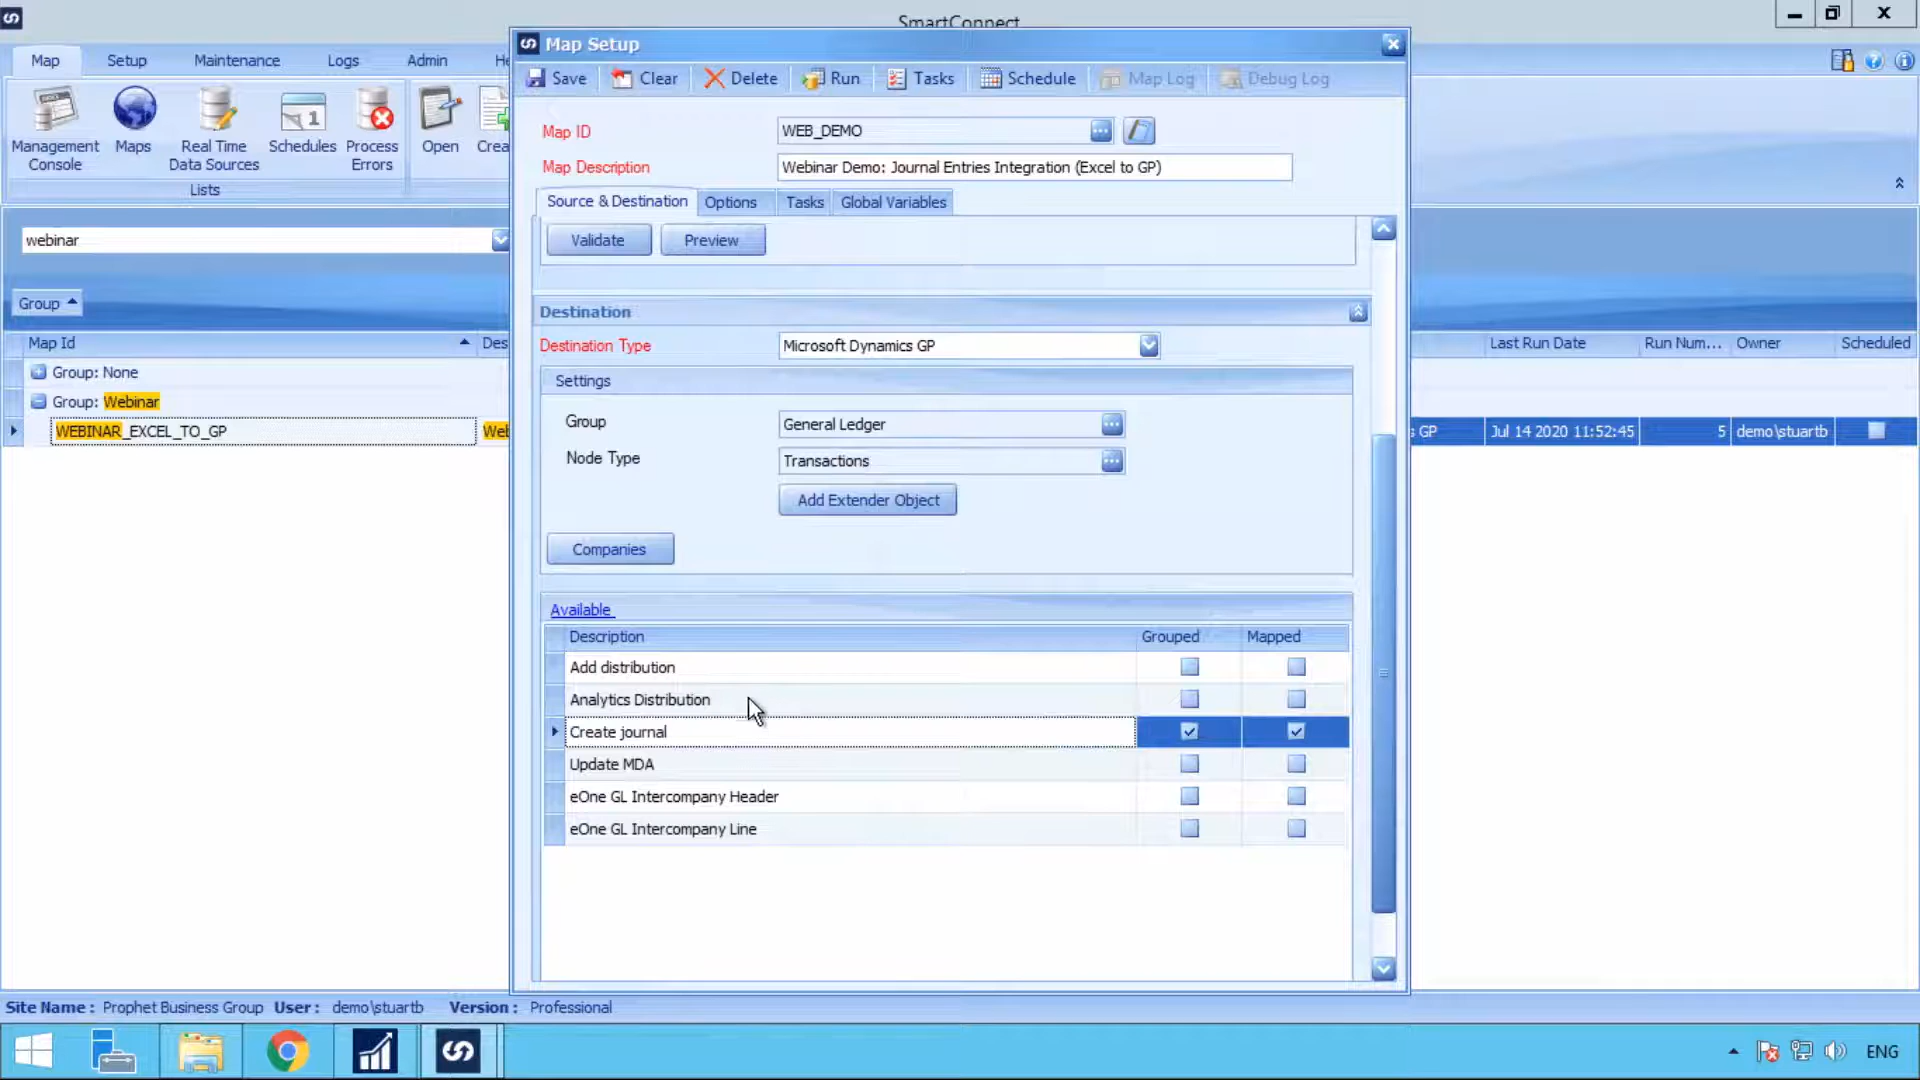 SmartConnect
Map Setup
Map
Setup
Maintenance
Logs
Admin
He
Save
Clear
Delete
Run
Tasks
Schedule
Map Log
Debug Log
Management
Console
Maps
Real Time
Data Sources
Schedules
Process
Errors
Open
Crea
Lists
Map ID
WEB_DEMO
Map Description
Webinar Demo: Journal Entries Integration (Excel to GP)
Source & Destination
Options
Tasks
Global Variables
webinar
Validate
Preview
Group
Destination
Map Id
Des
Destination Type
Microsoft Dynamics GP
Last Run Date
Run Num...
Owner
Scheduled
Group: None
Settings
Group: Webinar
Group
General Ledger
WEBINAR_EXCEL_TO_GP
Wet
s GP
Jul 14 2020 11:52:45
5
demo\stuartb
Node Type
Transactions
Add Extender Object
Companies
Available
Description
Grouped
Mapped
Add distribution
Analytics Distribution
Create journal
Update MDA
eOne GL Intercompany Header
eOne GL Intercompany Line
Site Name : Prophet Business Group User : demo\stuartb Version : Professional
ENG